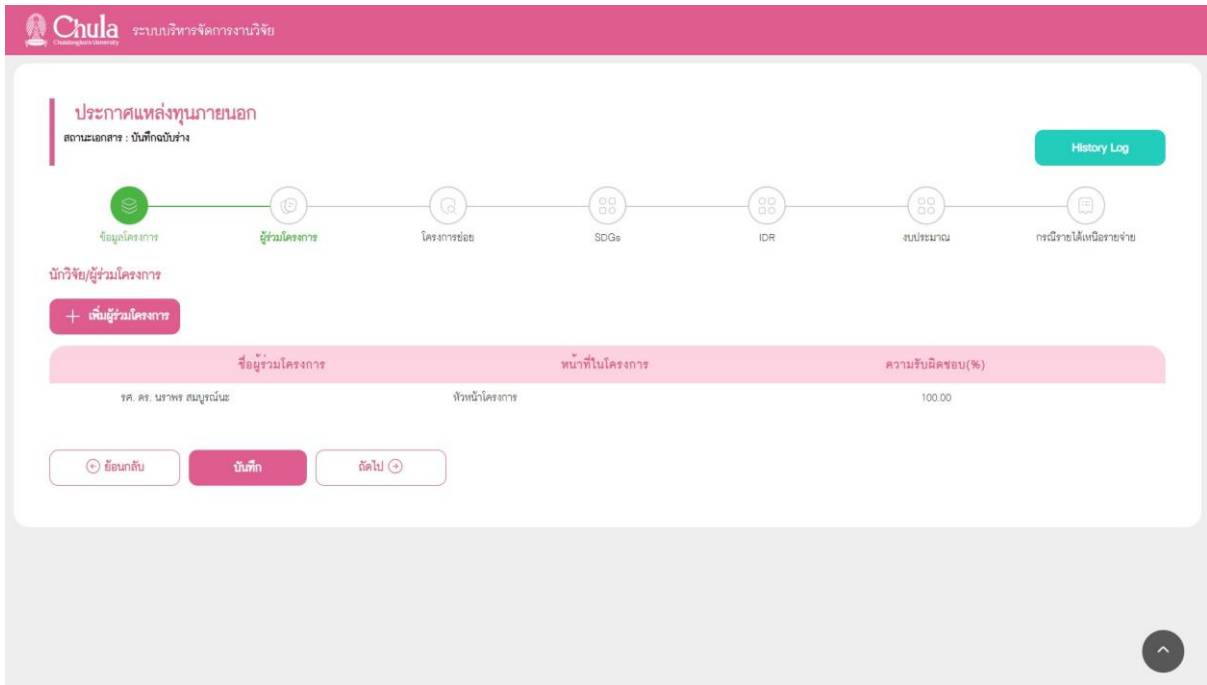 Chula
Chulalongkorn University
ระบบบริหารจัดการงานวิจัย
ประกาศแหล่งทุนภายนอก
สถานะเอกสาร : บันทึกฉบับร่าง
History Log
ข้อมูลโครงการ
ผู้ร่วมโครงการ
โครงการย่อย
SDGs
IDR
งบประมาณ
กรณีรายได้เหนือรายจ่าย
นักวิจัย/ผู้ร่วมโครงการ
เพิ่มผู้ร่วมโครงการ
ชื่อผู้ร่วมโครงการ หน้าที่ในโครงการ ความรับผิดชอบ(%)
รศ. ดร. นราพร สมบูรณ์นะ หัวหน้าโครงการ 100.00
ย้อนกลับ บันทึก ถัดไป